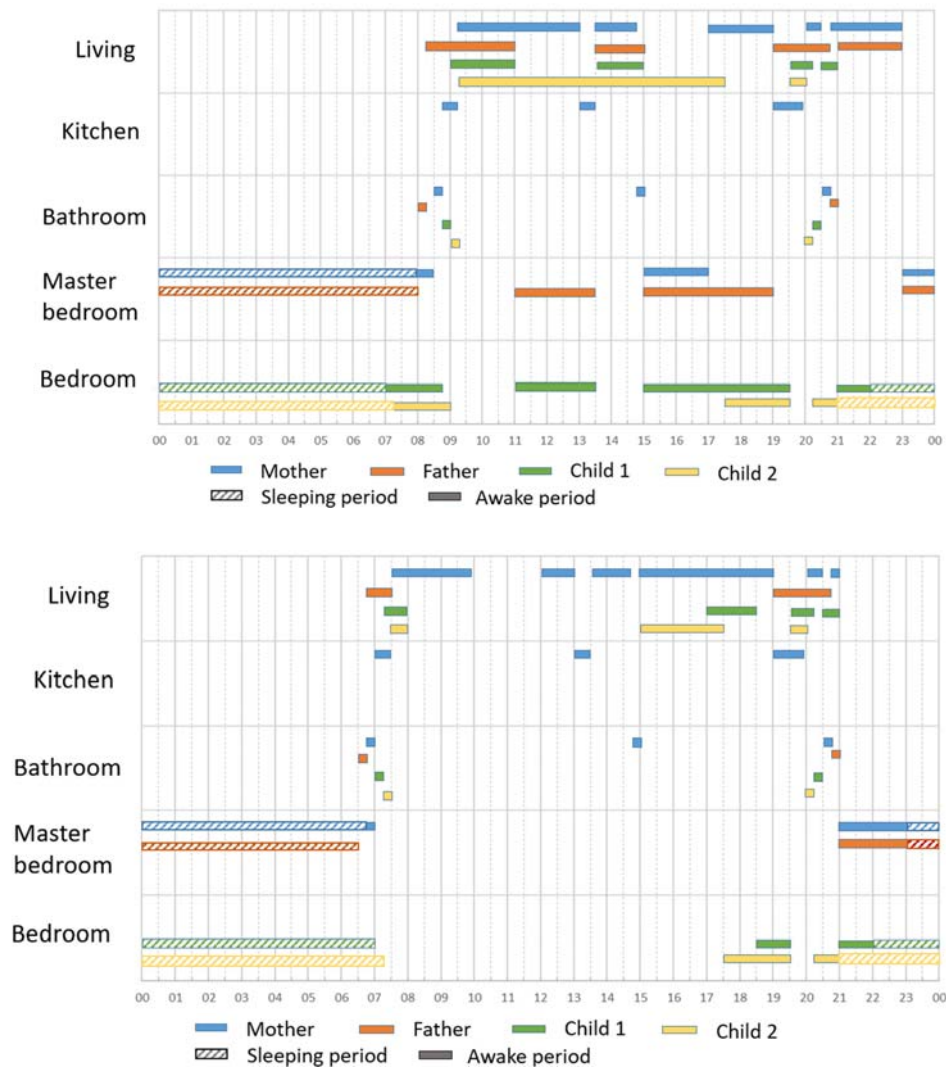 Living
Kitchen
Bathroom
Master
bedroom
Bedroom
00 01 02 03 04 05 06 07 08 09 10 11 12 13 14 15 16 17 18 19 20 21 22 23 00
Mother Father Child 1 Child 2
Sleeping period Awake period
Living
Kitchen
Bathroom
Master
bedroom
Bedroom
00 01 02 03 04 05 06 07 08 09 10 11 12 13 14 15 16 17 18 19 20 21 22 23 00
Mother Father Child 1 Child 2
Sleeping period Awake period